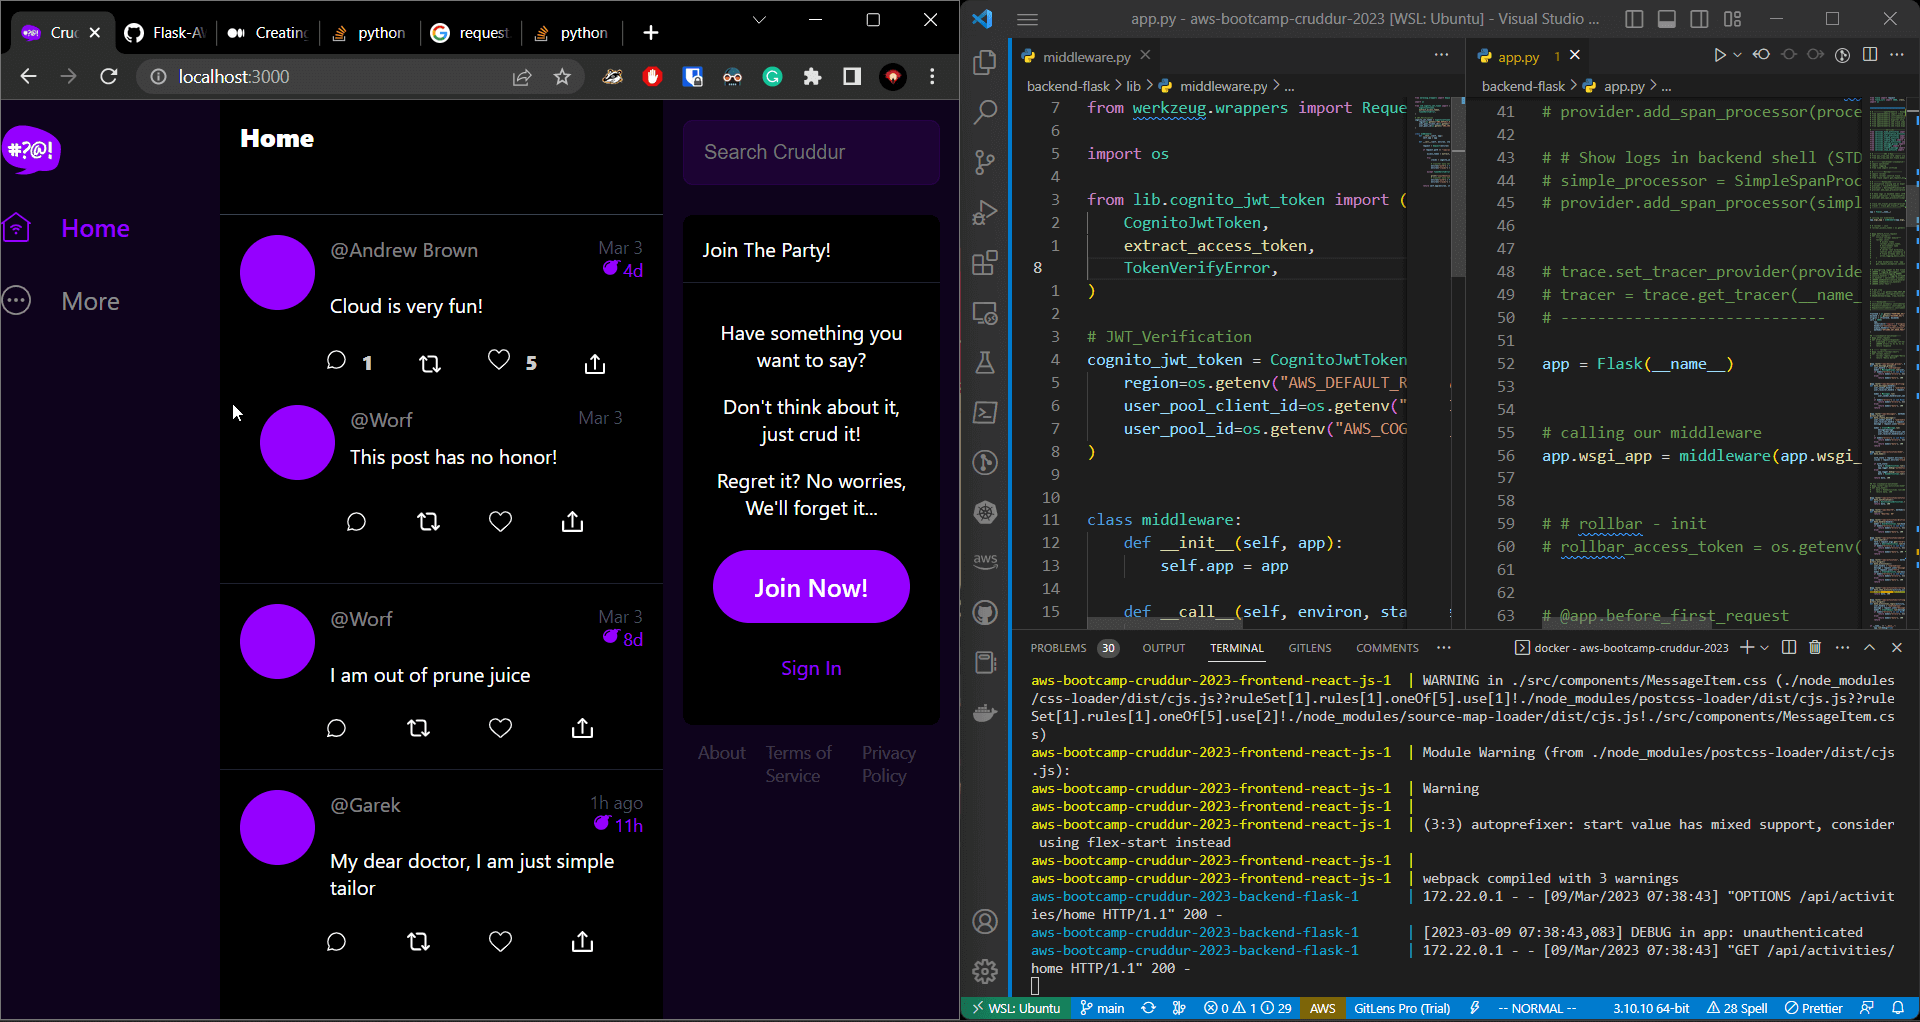 Cruc
Flask-AV
Creating
python
request
python
localhost:3000
#?@!
Home
More
Home
@Andrew Brown
Mar 3
4d
Cloud is very fun!
1
5
@Worf
Mar 3
This post has no honor!
@Worf
Mar 3
8d
I am out of prune juice
@Garek
1h ago
11h
My dear doctor, I am just simple
tailor
Search Cruddur
Join The Party!
Have something you
want to say?
Don't think about it,
just crud it!
Regret it? No worries,
We'll forget it...
Join Now!
Sign In
About
Terms of
Service
Privacy
Policy
app.py - aws-bootcamp-cruddur-2023 [WSL: Ubuntu] - Visual Studio ...
middleware.py
backend-flask > lib > middleware.py > ...
7 from werkzeug.wrappers import Reque
6
5 import os
4
3 from lib.cognito_jwt_token import (
2 CognitoJwtToken,
1 extract_access_token,
8 TokenVerifyError,
1 )
2
3 # JWT_Verification
4 cognito_jwt_token = CognitoJwtToken
5 region=os.getenv("AWS_DEFAULT_R
6 user_pool_client_id=os.getenv("
7 user_pool_id=os.getenv("AWS_COG
8 )
9
10
11 class middleware:
12 def __init__(self, app):
13 self.app = app
14
15 def __call__(self, environ, sta
app.py 1
backend-flask > app.py > ...
41 # provider.add_span_processor(proce
42
43 # # Show logs in backend shell (STD
44 # simple_processor = SimpleSpanProc
45 # provider.add_span_processor(simpl
46
47
48 # trace.set_tracer_provider(provide
49 # tracer = trace.get_tracer(__name_
50 # -----------------------------
51
52 app = Flask(__name__)
53
54
55 # calling our middleware
56 app.wsgi_app = middleware(app.wsgi_
57
58
59 # # rollbar - init
60 # rollbar_access_token = os.getenv(
61
62
63 # @app.before_first_request
aws
PROBLEMS 30 OUTPUT TERMINAL GITLENS COMMENTS ··· docker - aws-bootcamp-cruddur-2023
aws-bootcamp-cruddur-2023-frontend-react-js-1 | WARNING in ./src/components/MessageItem.css (./node_modules
/css-loader/dist/cjs.js??ruleSet[1].rules[1].oneOf[5].use[1]!./node_modules/postcss-loader/dist/cjs.js??rule
Set[1].rules[1].oneOf[5].use[2]!./node_modules/source-map-loader/dist/cjs.js!./src/components/MessageItem.cs
s)
aws-bootcamp-cruddur-2023-frontend-react-js-1 | Module Warning (from ./node_modules/postcss-loader/dist/cjs
.js):
aws-bootcamp-cruddur-2023-frontend-react-js-1 | Warning
aws-bootcamp-cruddur-2023-frontend-react-js-1 |
aws-bootcamp-cruddur-2023-frontend-react-js-1 | (3:3) autoprefixer: start value has mixed support, consider
using flex-start instead
aws-bootcamp-cruddur-2023-frontend-react-js-1 |
aws-bootcamp-cruddur-2023-frontend-react-js-1 | webpack compiled with 3 warnings
aws-bootcamp-cruddur-2023-backend-flask-1 | 172.22.0.1 - - [09/Mar/2023 07:38:43] "OPTIONS /api/activit
ies/home HTTP/1.1" 200 -
aws-bootcamp-cruddur-2023-backend-flask-1 | [2023-03-09 07:38:43,083] DEBUG in app: unauthenticated
aws-bootcamp-cruddur-2023-backend-flask-1 | 172.22.0.1 - - [09/Mar/2023 07:38:43] "GET /api/activities/
home HTTP/1.1" 200 -
WSL: Ubuntu main 0 1 29 AWS GitLens Pro (Trial) -- NORMAL -- 3.10.10 64-bit 28 Spell Prettier